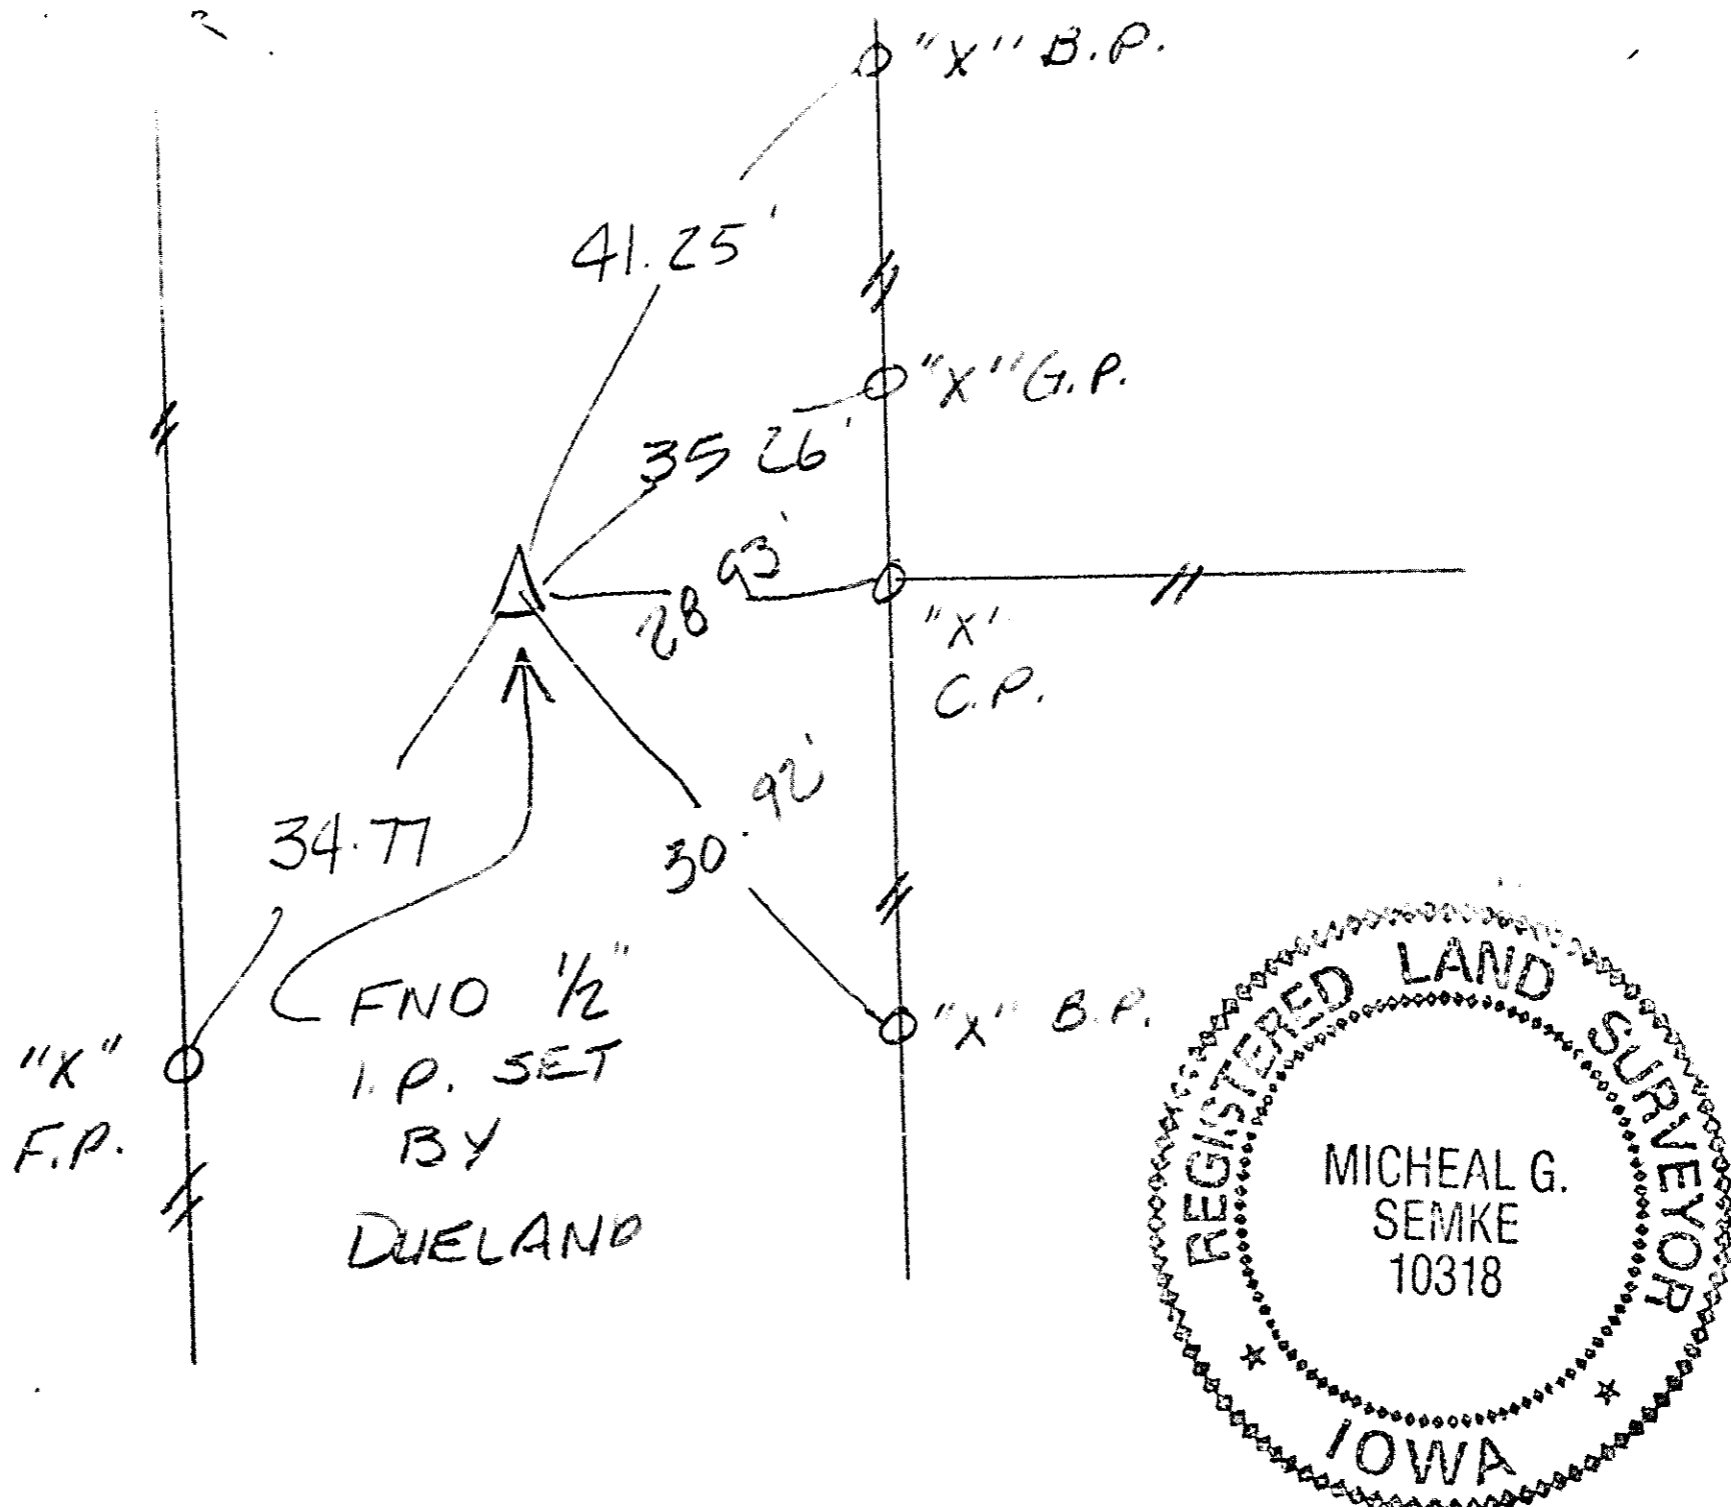 "X" B.P.
41.25'
"X" G.P.
35 26'
28 93'
"X"
C.P.
34.77
30.92'
FND 1/2"
I.P. SET
BY
DUELAND
"X"
F.P.
"X" B.P.
REGISTERED LAND SURVEYOR
MICHEAL G.
SEMKE
10318
IOWA